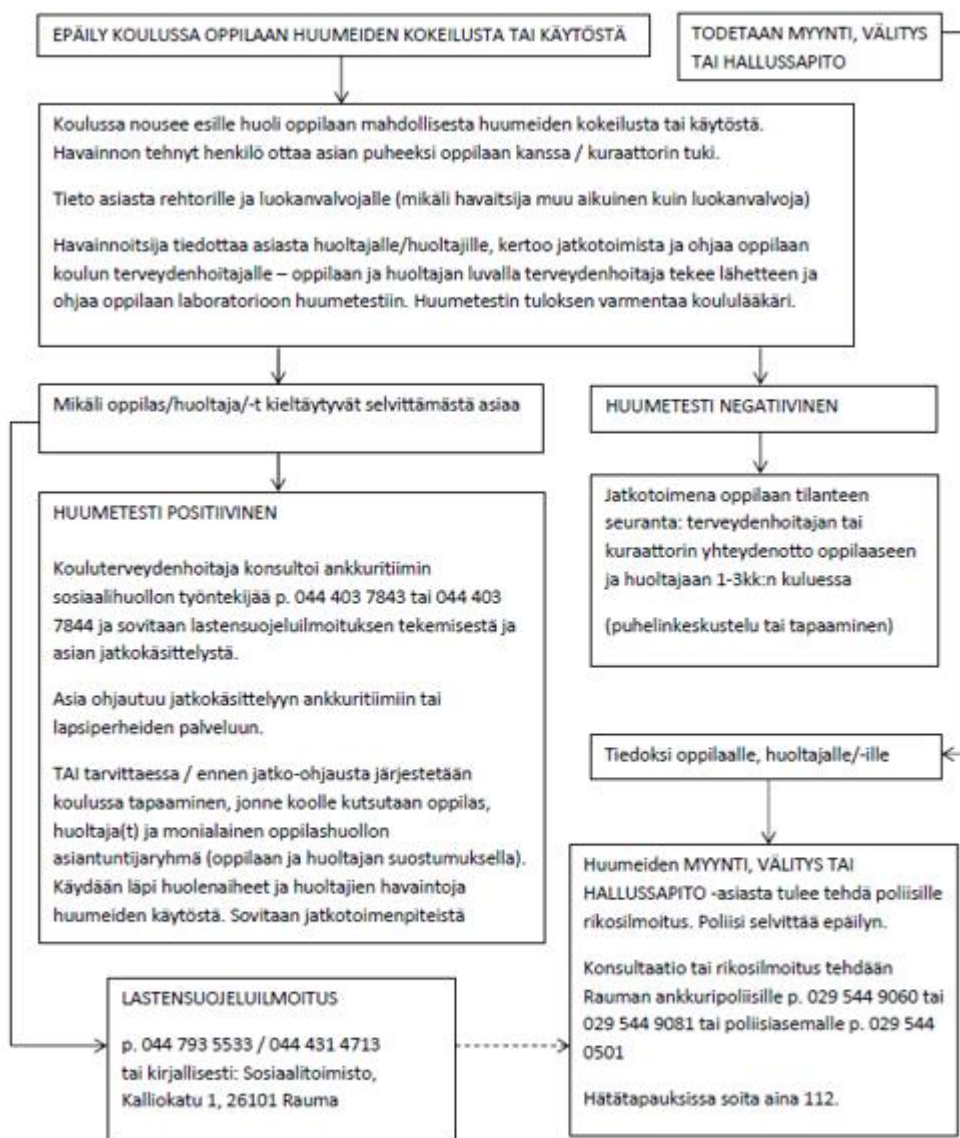 EPÄILY KOULUSSA OPPILAAN HUUMEIDEN KOKEILUSTA TAI KÄYTÖSTÄ
TODETAAN MYYNTI, VÄLITYS
TAI HALLUSSAPITO
Koulussa nousee esille huoli oppilaan mahdollisesta huumeiden kokeilusta tai käytöstä.
Havainnon tehnyt henkilö ottaa asian puheeksi oppilaan kanssa / kuraattorin tuki.
Tieto asiasta rehtorille ja luokanvalvojalle (mikäli havaitsija muu aikuinen kuin luokanvalvoja)
Havainnoitsija tiedottaa asiasta huoltajalle/huoltajille, kertoo jatkotoimista ja ohjaa oppilaan
koulun terveydenhoitajalle – oppilaan ja huoltajan luvalla terveydenhoitaja tekee lähetteen ja
ohjaa oppilaan laboratorioon huumetestiin. Huumetestin tuloksen varmentaa koululääkäri.
Mikäli oppilas/huoltaja/-t kieltäytyvät selvittämästä asiaa
HUUMETESTI NEGATIIVINEN
HUUMETESTI POSITIIVINEN
Kouluterveydenhoitaja konsultoi ankkuritiimin
sosiaalihuollon työntekijää p. 044 403 7843 tai 044 403
7844 ja sovitaan lastensuojeluilmoituksen tekemisestä ja
asian jatkokäsittelystä.
Asia ohjautuu jatkokäsittelyyn ankkuritiimiin tai
lapsiperheiden palveluun.
TAI tarvittaessa / ennen jatko-ohjausta järjestetään
koulussa tapaaminen, jonne koolle kutsutaan oppilas,
huoltaja(t) ja monialainen oppilashuollon
asiantuntijaryhmä (oppilaan ja huoltajan suostumuksella).
Käydään läpi huolenaiheet ja huoltajien havaintoja
huumeiden käytöstä. Sovitaan jatkotoimenpiteistä
Jatkotoimena oppilaan tilanteen
seuranta: terveydenhoitajan tai
kuraattorin yhteydenotto oppilaaseen
ja huoltajaan 1-3kk:n kuluessa
(puhelinkeskustelu tai tapaaminen)
Tiedoksi oppilaalle, huoltajalle/-ille
Huumeiden MYYNTI, VÄLITYS TAI
HALLUSSAPITO -asiasta tulee tehdä poliisille
rikosilmoitus. Poliisi selvittää epäilyn.
Konsultaatio tai rikosilmoitus tehdään
Rauman ankkuripoliisille p. 029 544 9060 tai
029 544 9081 tai poliisiasemalle p. 029 544
0501
Hätätapauksissa soita aina 112.
LASTENSUOJELUILMOITUS
p. 044 793 5533 / 044 431 4713
tai kirjallisesti: Sosiaalitoimisto,
Kalliokatu 1, 26101 Rauma